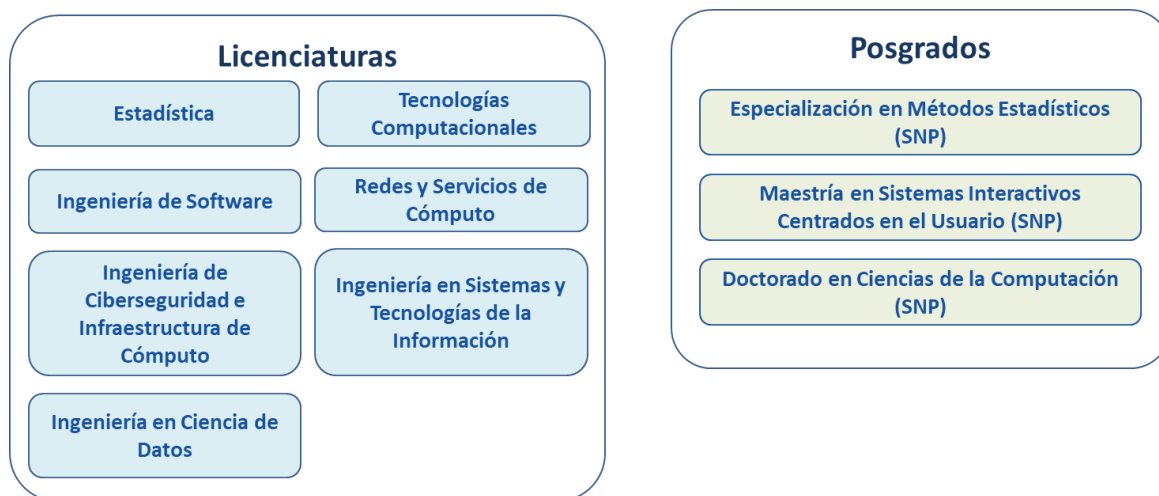 Licenciaturas
Estadística
Tecnologías
Computacionales
Ingeniería de Software
Redes y Servicios de
Cómputo
Ingeniería de
Ciberseguridad e
Infraestructura de
Cómputo
Ingeniería en Sistemas y
Tecnologías de la
Información
Ingeniería en Ciencia de
Datos
Posgrados
Especialización en Métodos Estadísticos
(SNP)
Maestría en Sistemas Interactivos
Centrados en el Usuario (SNP)
Doctorado en Ciencias de la Computación
(SNP)